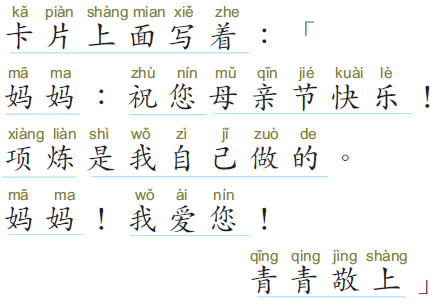 kǎ piàn shàng mian xiě zhe
卡片上面写着：「
mā ma zhù nín mǔ qīn jié kuài lè
妈妈：祝您母亲节快乐！
xiàng liàn shì wǒ zì jǐ zuò de
项炼是我自己做的。
mā ma wǒ ài nín
妈妈！我爱您！
qīng qing jìng shàng
青青敬上」